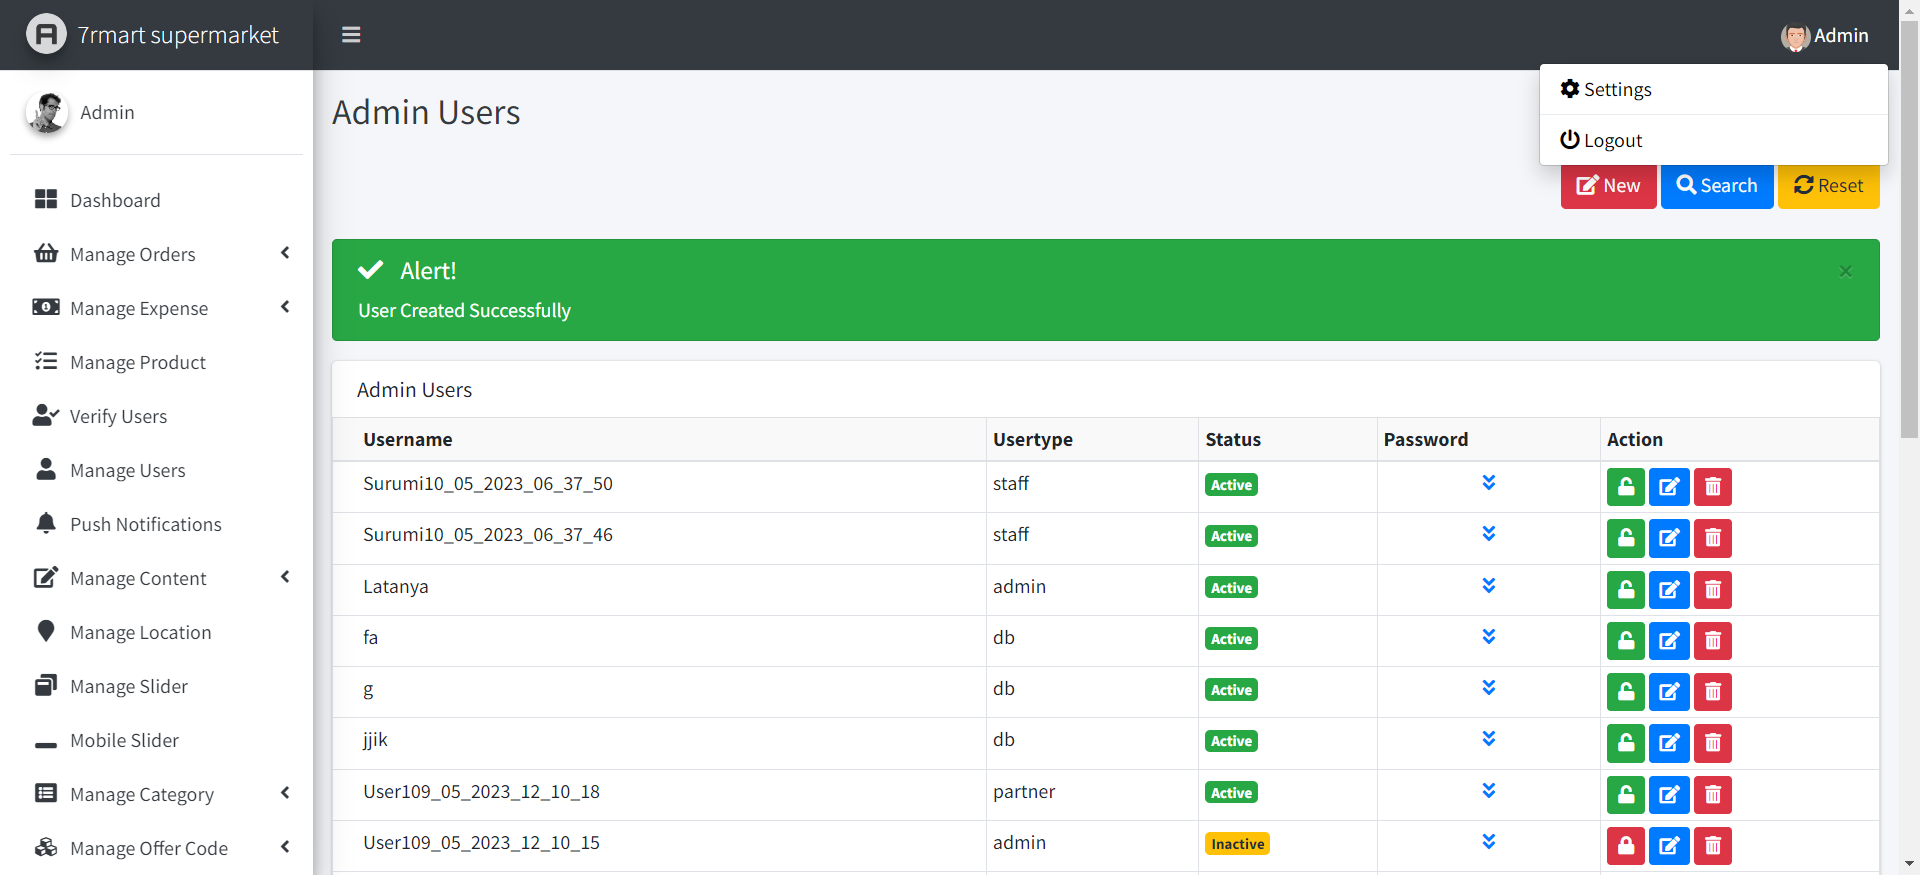 7rmart supermarket
Admin
Settings
Logout
Admin
Admin Users
New Search Reset
Dashboard
Manage Orders
Manage Expense
Manage Product
Verify Users
Manage Users
Push Notifications
Manage Content
Manage Location
Manage Slider
Mobile Slider
Manage Category
Manage Offer Code
Alert!
×
User Created Successfully
Admin Users
Username Usertype Status Password Action
Surumi10_05_2023_06_37_50 staff Active
Surumi10_05_2023_06_37_46 staff Active
Latanya admin Active
fa db Active
g db Active
jjik db Active
User109_05_2023_12_10_18 partner Active
User109_05_2023_12_10_15 admin Inactive